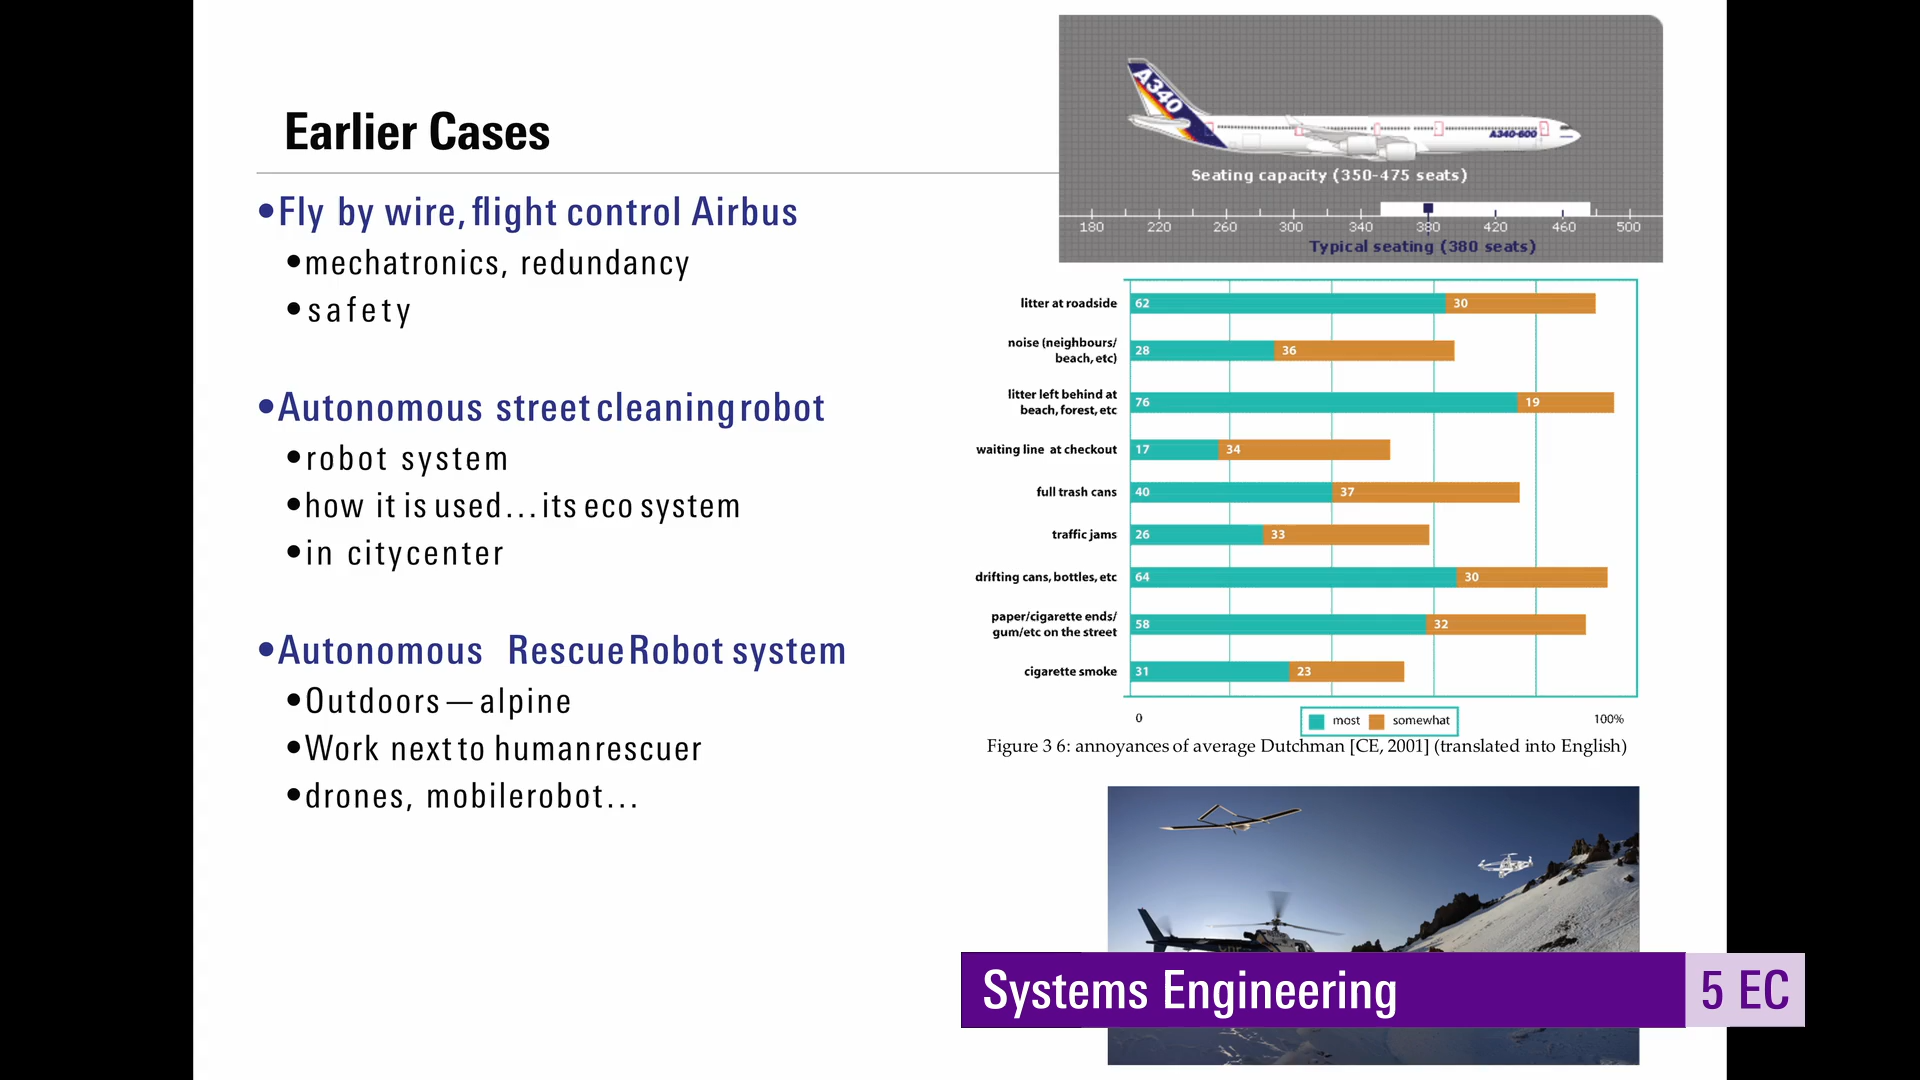 Earlier Cases
•Fly by wire, flight control Airbus
•mechatronics, redundancy
•safety
•Autonomous street cleaning robot
•robot system
•how it is used...its eco system
•in city center
•Autonomous Rescue Robot system
•Outdoors — alpine
•Work next to human rescuer
•drones, mobile robot...
A340
A340-600
Seating capacity (350-475 seats)
180 220 260 300 340 380 420 460 500
Typical seating (380 seats)
litter at roadside 62 30
noise (neighbours/
beach, etc) 28 36
litter left behind at
beach, forest, etc 76 19
waiting line at checkout 17 34
full trash cans 40 37
traffic jams 26 33
drifting cans, bottles, etc 64 30
paper/cigarette ends/
gum/etc on the street 58 32
cigarette smoke 31 23
0 most somewhat 100%
Figure 3 6: annoyances of average Dutchman [CE, 2001] (translated into English)
Systems Engineering 5 EC